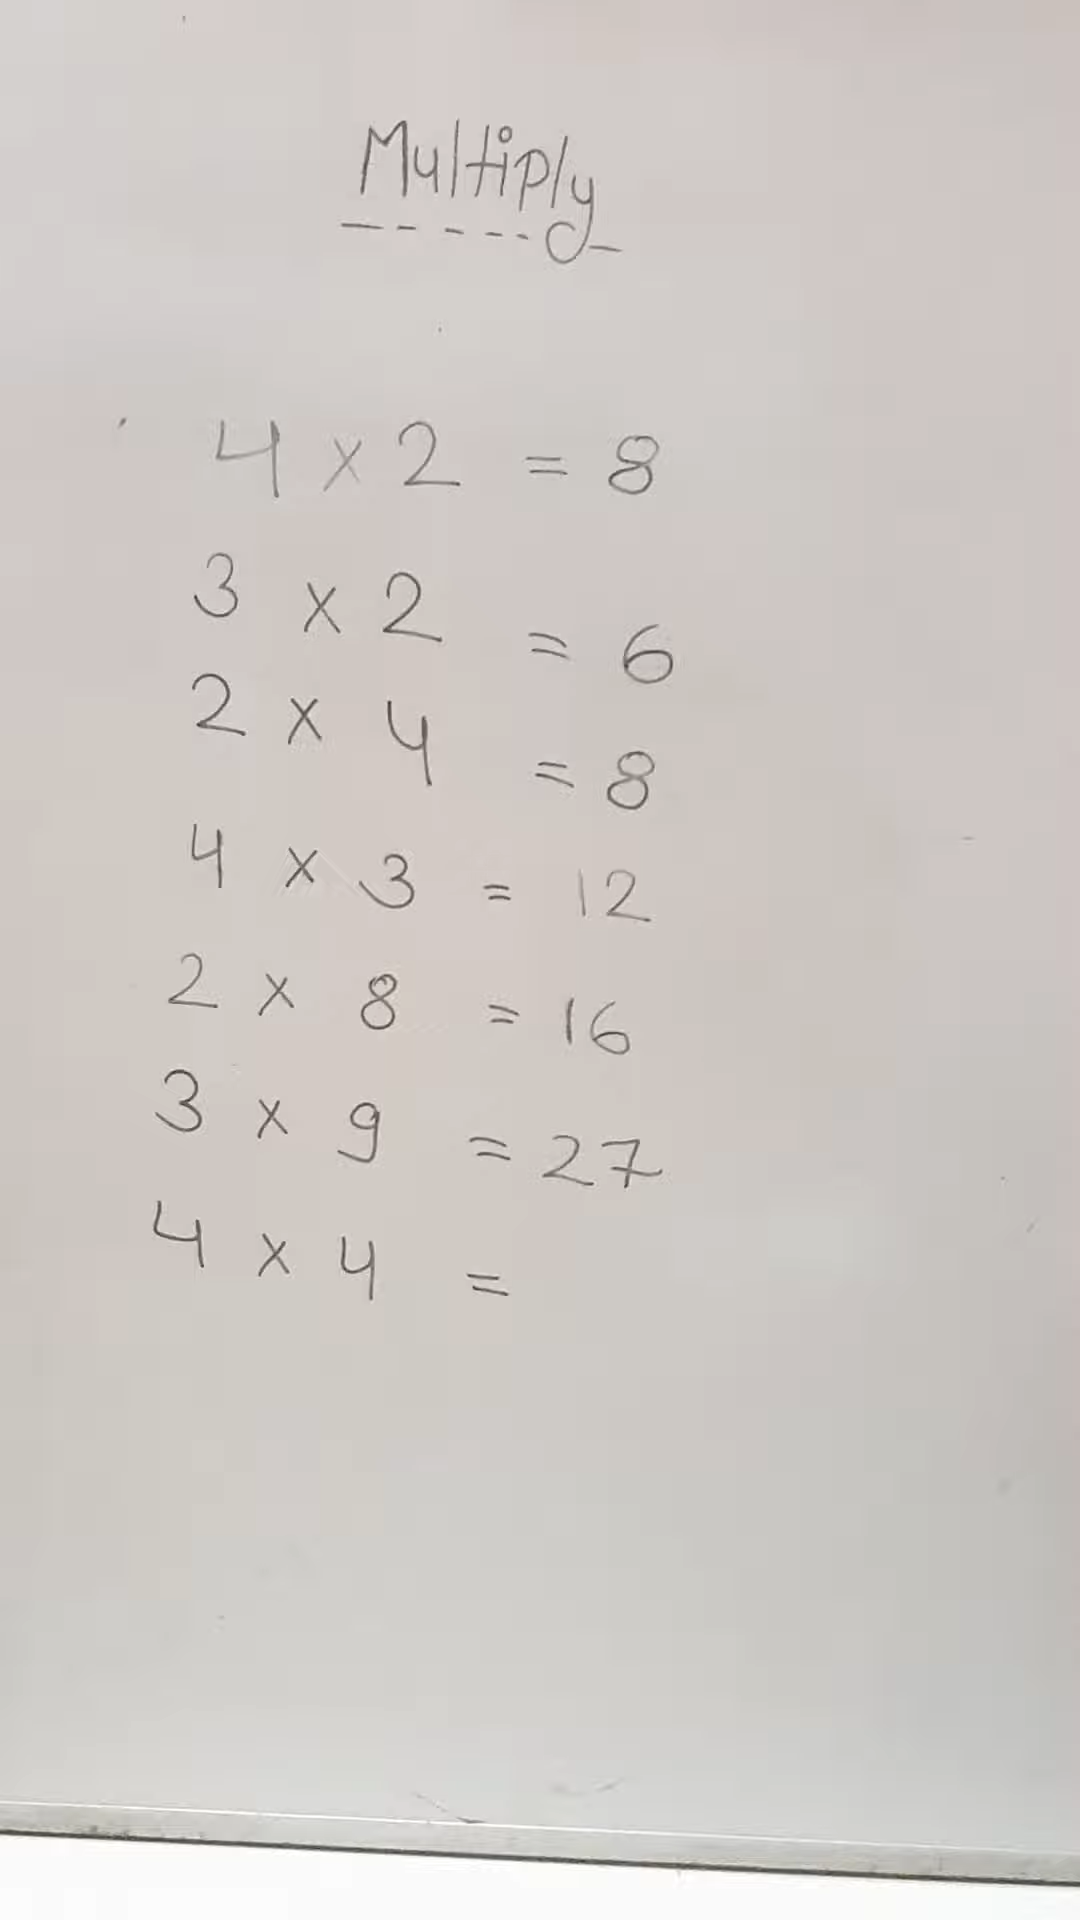 Multiply
4 x 2 = 8
3 x 2 = 6
2 x 4 = 8
4 x 3 = 12
2 x 8 = 16
3 x 9 = 27
4 x 4 =